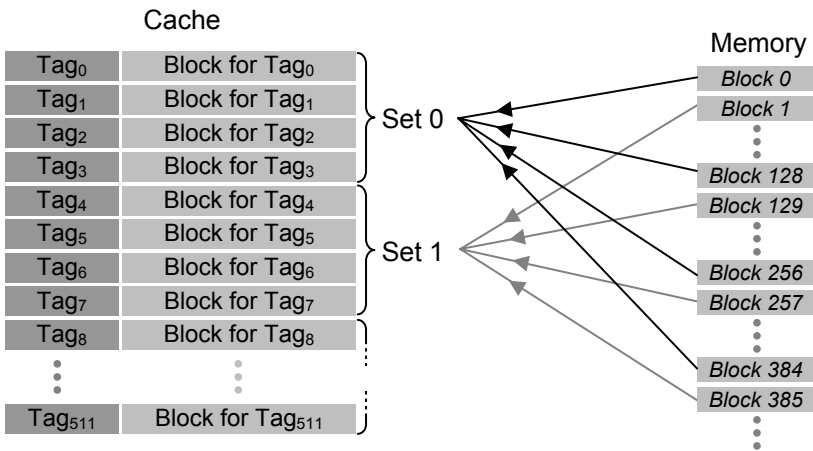 Cache
Tag₀ Block for Tag₀
Tag₁ Block for Tag₁
Tag₂ Block for Tag₂
Tag₃ Block for Tag₃
Tag₄ Block for Tag₄
Tag₅ Block for Tag₅
Tag₆ Block for Tag₆
Tag₇ Block for Tag₇
Tag₈ Block for Tag₈
Tag₅₁₁ Block for Tag₅₁₁
Set 0
Set 1
Memory
Block 0
Block 1
Block 128
Block 129
Block 256
Block 257
Block 384
Block 385